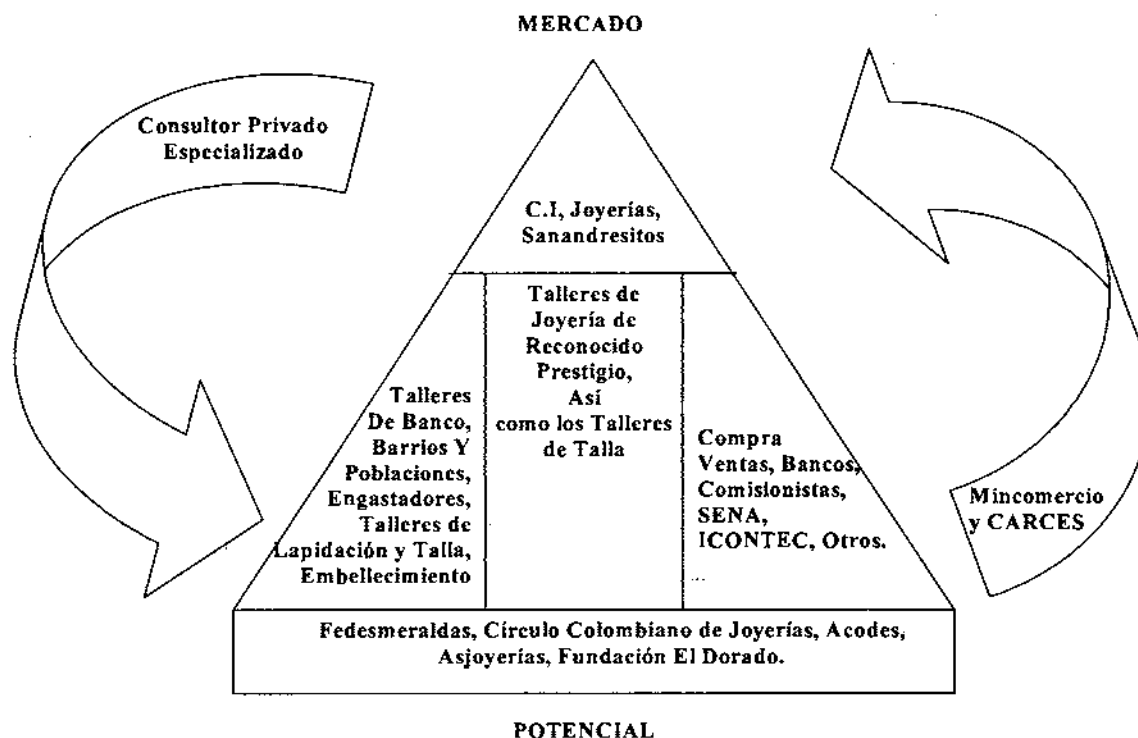 MERCADO
Consultor Privado
Especializado
C.I, Joyerías,
Sanandresitos
Talleres de
Joyería de
Reconocido
Prestigio,
Así
como los Talleres
de Talla
Talleres
De Banco,
Barrios Y
Poblaciones,
Engastadores,
Talleres de
Lapidación y Talla,
Embellecimiento
Compra
Ventas, Bancos,
Comisionistas,
SENA,
ICONTEC, Otros.
...
Mincomercio
y CARCES
Fedesmeraldas, Círculo Colombiano de Joyerías, Acodes,
Asjoyerías, Fundación El Dorado.
POTENCIAL